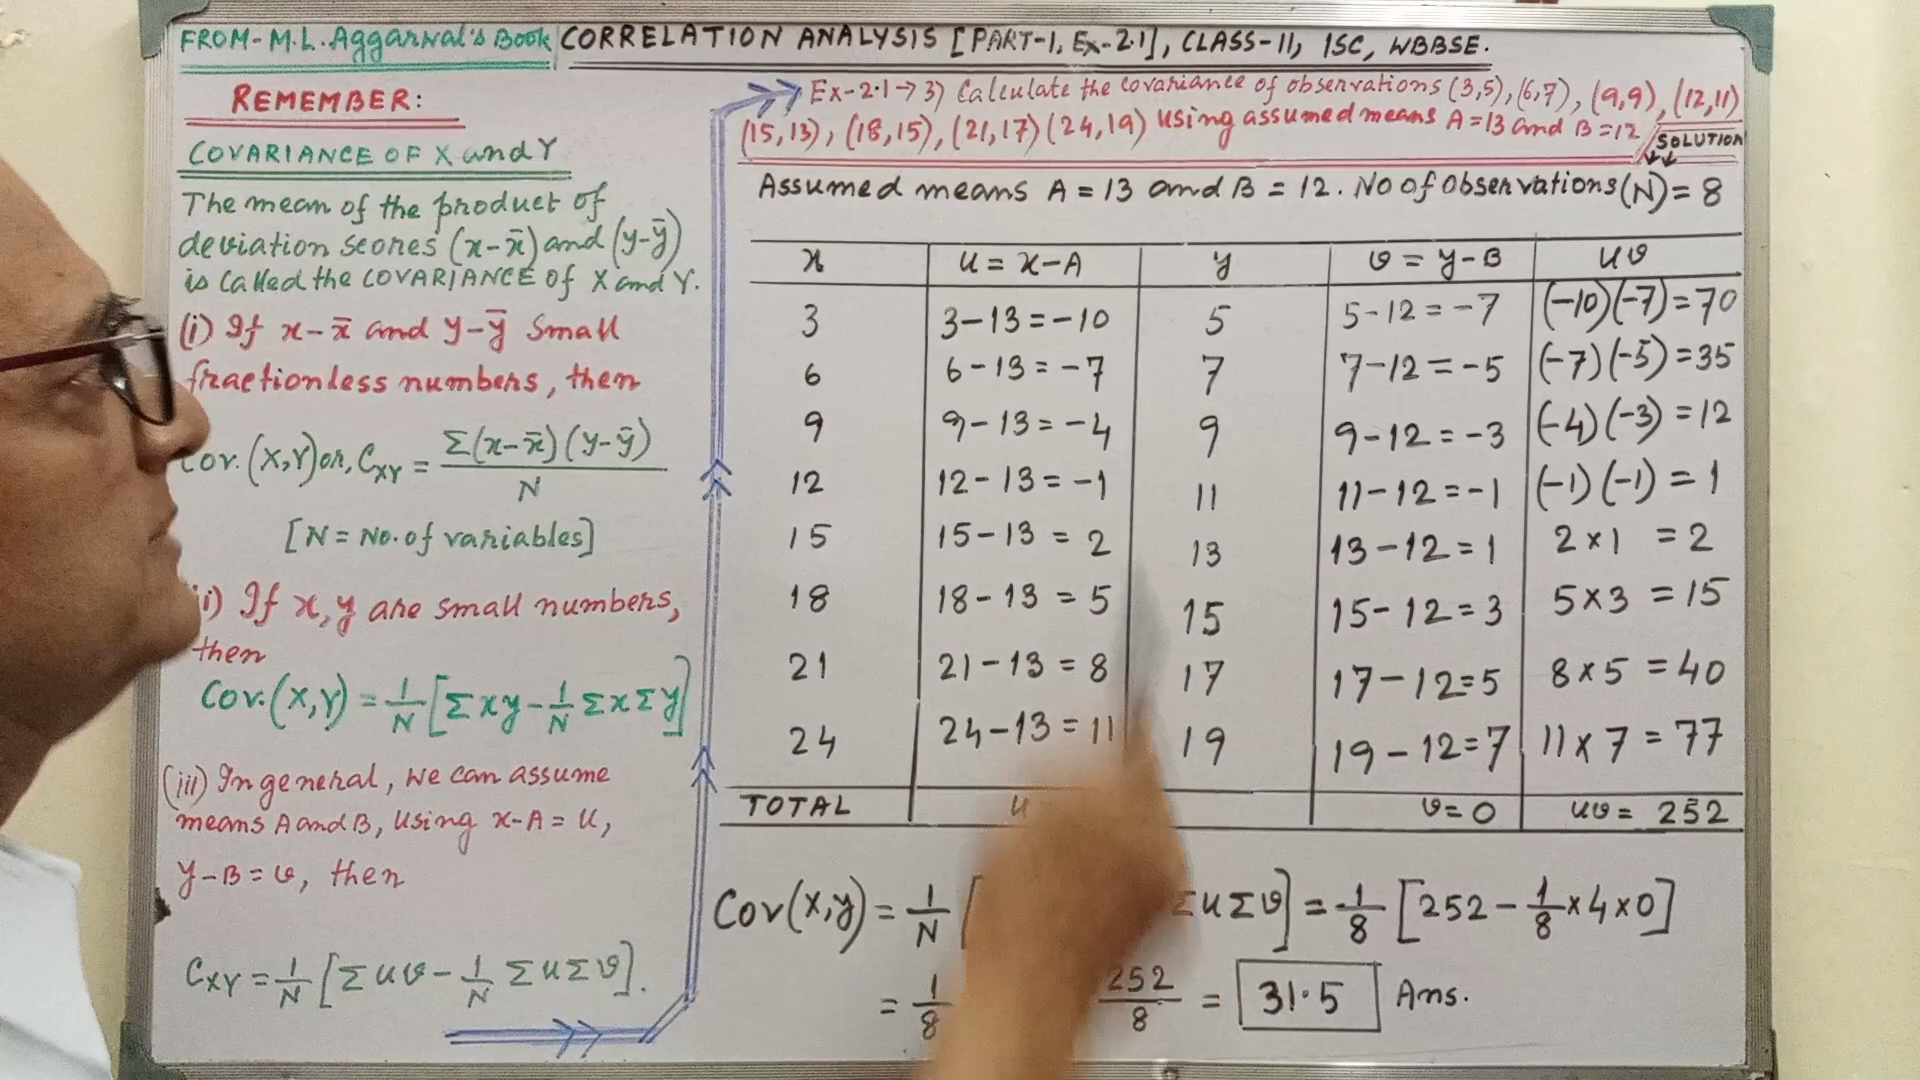 FROM- M.L. Aggarwal's Book CORRELATION ANALYSIS [PART-1, Ex-2.1], CLASS-11, ISC, WBBSE.
REMEMBER:
COVARIANCE OF X and Y
The mean of the product of
deviation scores (x-x̄) and (y-ȳ)
is called the COVARIANCE of X and Y.
(i) If x-x̄ and y-ȳ small
fractionless numbers, then
Cov.(X,Y) or, C_XY = Σ(x-x̄)(y-ȳ) / N
[N = No. of variables]
ii) If x, y are small numbers,
then
Cov.(X,Y) = 1/N [Σxy - 1/N ΣxΣy]
(iii) In general, we can assume
means A and B, using x-A = u,
y-B = v, then
C_XY = 1/N [Σuv - 1/N ΣuΣv].
Ex-2.1→ 3) Calculate the covariance of observations (3,5), (6,7), (9,9), (12,11)
(15,13), (18,15), (21,17) (24,19) using assumed means A=13 and B=12
SOLUTION
Assumed means A = 13 and B = 12. No of observations (N) = 8
x u = x-A y v = y-B uv
3 3-13=-10 5 5-12=-7 (-10)(-7)=70
6 6-13=-7 7 7-12=-5 (-7)(-5)=35
9 9-13=-4 9 9-12=-3 (-4)(-3)=12
12 12-13=-1 11 11-12=-1 (-1)(-1)=1
15 15-13=2 13 13-12=1 2×1=2
18 18-13=5 15 15-12=3 5×3=15
21 21-13=8 17 17-12=5 8×5=40
24 24-13=11 19 19-12=7 11×7=77
TOTAL u v=0 uv=252
Cov(x,y) = 1/N [ ΣuΣv] = 1/8 [252 - 1/8 ×4×0]
= 1/8 252/8 = 31.5 Ans.